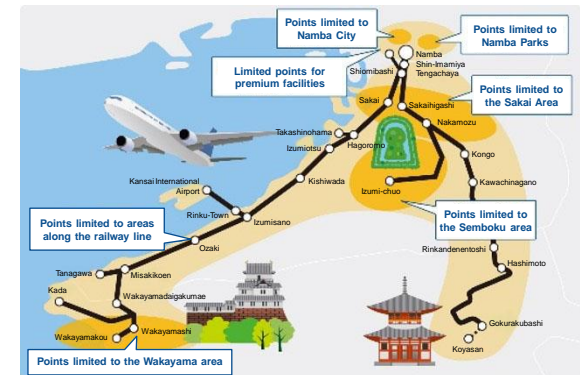 Points limited to
Namba City
Points limited to
Namba Parks
Namba
Shin-Imamiya
Tengachaya
Shiomibashi
Limited points for
premium facilities
Points limited to
the Sakai Area
Sakai
Sakaihigashi
Nakamozu
Takashinohama
Hagoromo
Izumiotsu
Kongo
Kishiwada
Kawachinagano
Izumi-chuo
Kansai International
Airport
Rinku-Town
Izumisano
Points limited to
the Semboku area
Points limited to areas
along the railway line
Ozaki
Rinkandenentoshi
Hashimoto
Tanagawa
Misakikoen
Kada
Wakayamadaigakumae
Wakayamakou
Wakayamashi
Gokurakubashi
Koyasan
Points limited to the Wakayama area